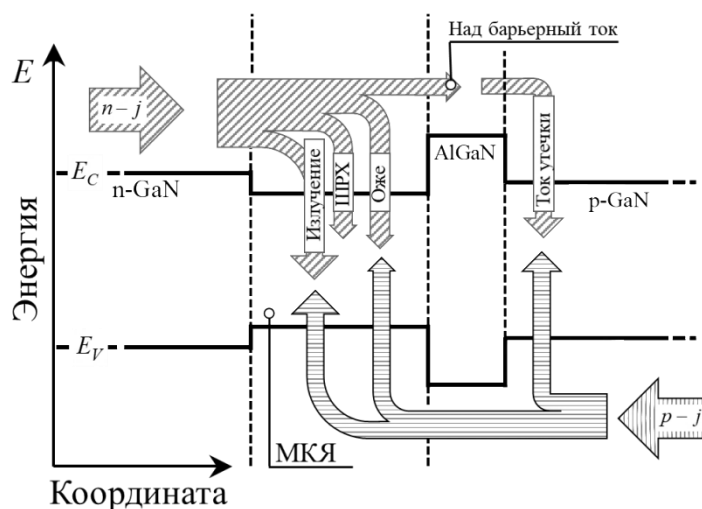 Над барьерный ток
E
n – j
AlGaN
E_C
n-GaN
Излучение
ШРХ
Оже
Ток утечки
p-GaN
Энергия
E_V
p – j
МКЯ
Координата